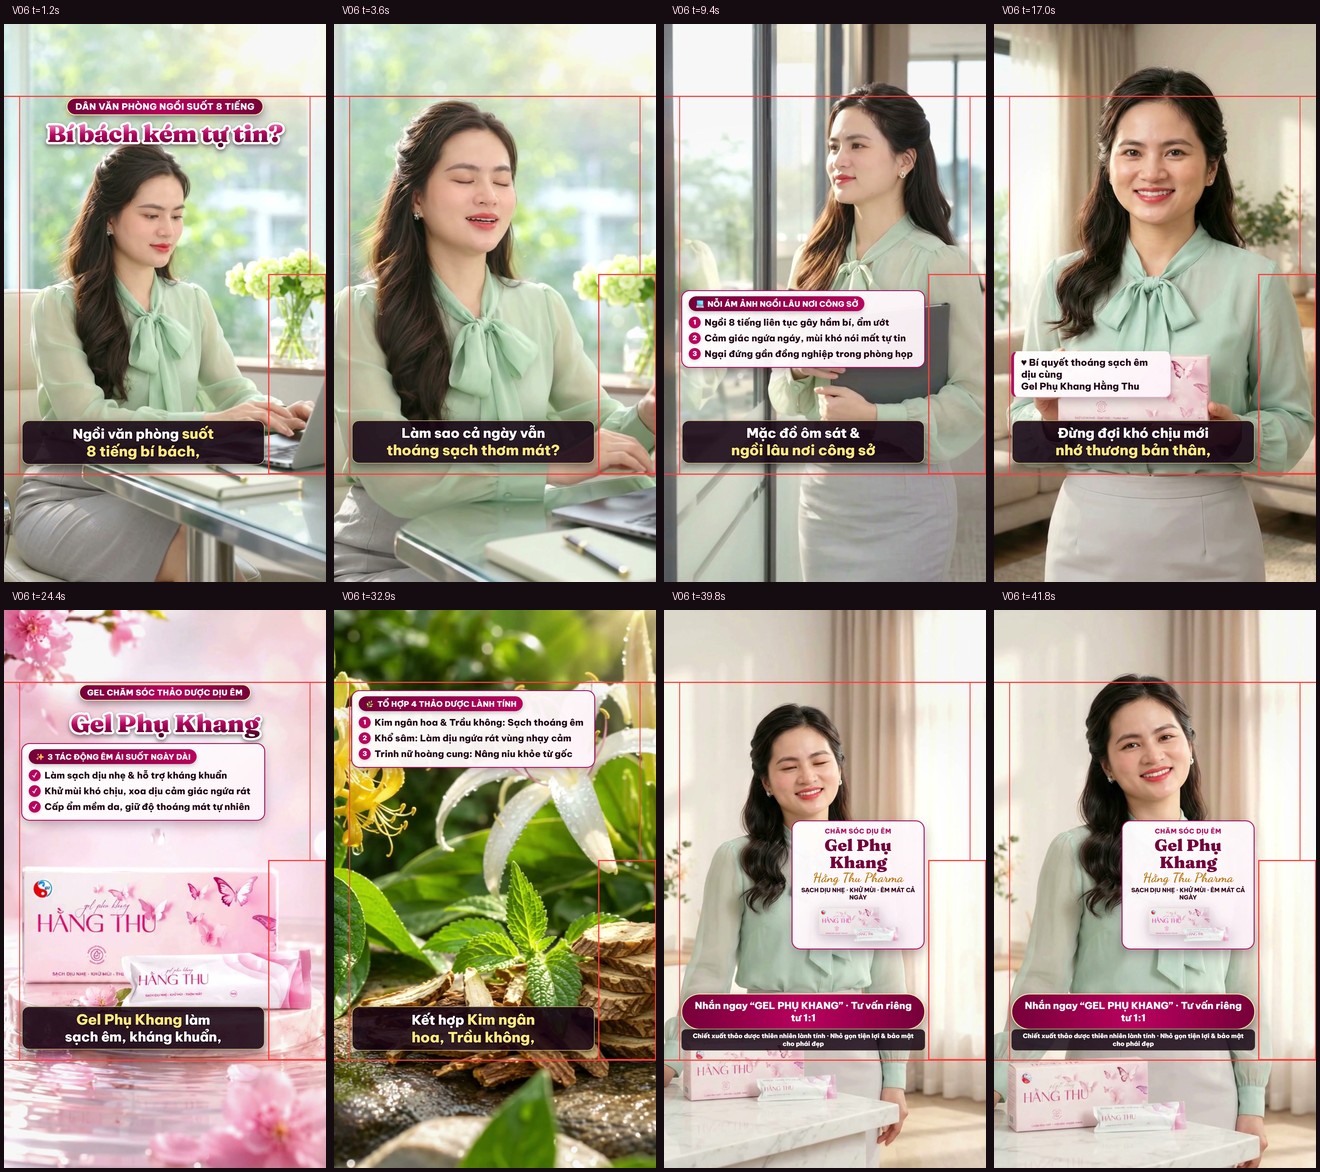 V06 t=1.2s
DÂN VĂN PHÒNG NGỒI SUỐT 8 TIẾNG
Bí bách kém tự tin?
Ngồi văn phòng suốt
8 tiếng bí bách,
V06 t=3.6s
Làm sao cả ngày vẫn
thoáng sạch thơm mát?
V06 t=9.4s
NỖI ÁM ẢNH NGỒI LÂU NƠI CÔNG SỞ
1 Ngồi 8 tiếng liên tục gây hầm bí, ẩm ướt
2 Cảm giác ngứa ngáy, mùi khó nói mất tự tin
3 Ngại đứng gần đồng nghiệp trong phòng họp
Mặc đồ ôm sát &
ngồi lâu nơi công sở
V06 t=17.0s
♥ Bí quyết thoáng sạch êm
dịu cùng
Gel Phụ Khang Hằng Thu
Đừng đợi khó chịu mới
nhớ thương bản thân,
V06 t=24.4s
GEL CHĂM SÓC THẢO DƯỢC DỊU ÊM
Gel Phụ Khang
3 TÁC ĐỘNG ÊM ÁI SUỐT NGÀY DÀI
✓ Làm sạch dịu nhẹ & hỗ trợ kháng khuẩn
✓ Khử mùi khó chịu, xoa dịu cảm giác ngứa rát
✓ Cấp ẩm mềm da, giữ độ thoáng mát tự nhiên
gel phụ khang
HẰNG THU
gel phụ khang
HẰNG THU
Gel Phụ Khang làm
sạch êm, kháng khuẩn,
V06 t=32.9s
TỔ HỢP 4 THẢO DƯỢC LÀNH TÍNH
1 Kim ngân hoa & Trầu không: Sạch thoáng êm
2 Khổ sâm: Làm dịu ngứa rát vùng nhạy cảm
3 Trinh nữ hoàng cung: Nâng niu khỏe từ gốc
Kết hợp Kim ngân
hoa, Trầu không,
V06 t=39.8s
CHĂM SÓC DỊU ÊM
Gel Phụ
Khang
Hằng Thu Pharma
SẠCH DỊU NHẸ · KHỬ MÙI · ÊM MÁT CẢ
NGÀY
HẰNG THU
Nhắn ngay “GEL PHỤ KHANG” · Tư vấn riêng
tư 1:1
Chiết xuất thảo dược thiên nhiên lành tính · Nhỏ gọn tiện lợi & bảo mật
cho phái đẹp
HẰNG THU
V06 t=41.8s
CHĂM SÓC DỊU ÊM
Gel Phụ
Khang
Hằng Thu Pharma
SẠCH DỊU NHẸ · KHỬ MÙI · ÊM MÁT CẢ
NGÀY
HẰNG THU
Nhắn ngay “GEL PHỤ KHANG” · Tư vấn riêng
tư 1:1
Chiết xuất thảo dược thiên nhiên lành tính · Nhỏ gọn tiện lợi & bảo mật
cho phái đẹp
HẰNG THU
HẰNG THU